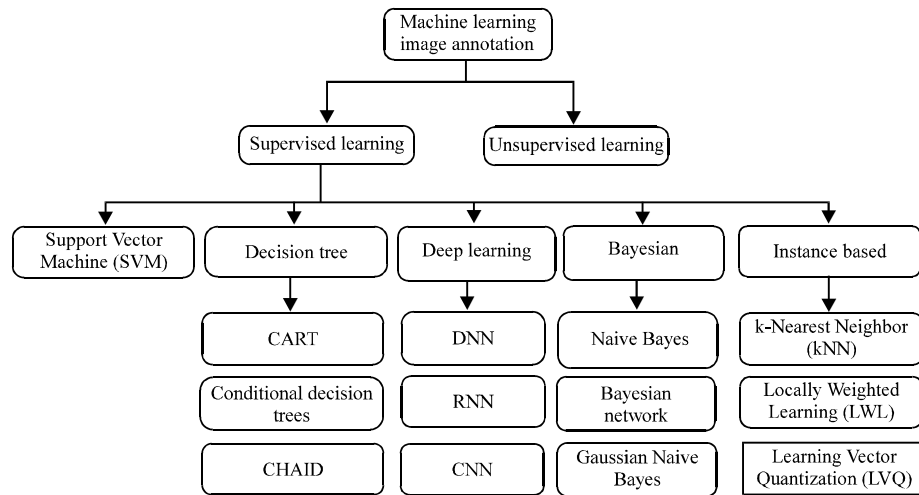 Machine learning
image annotation
Supervised learning
Unsupervised learning
Support Vector
Machine (SVM)
Decision tree
Deep learning
Bayesian
Instance based
CART
DNN
Naive Bayes
k-Nearest Neighbor
(kNN)
Conditional decision
trees
RNN
Bayesian
network
Locally Weighted
Learning (LWL)
CHAID
CNN
Gaussian Naive
Bayes
Learning Vector
Quantization (LVQ)